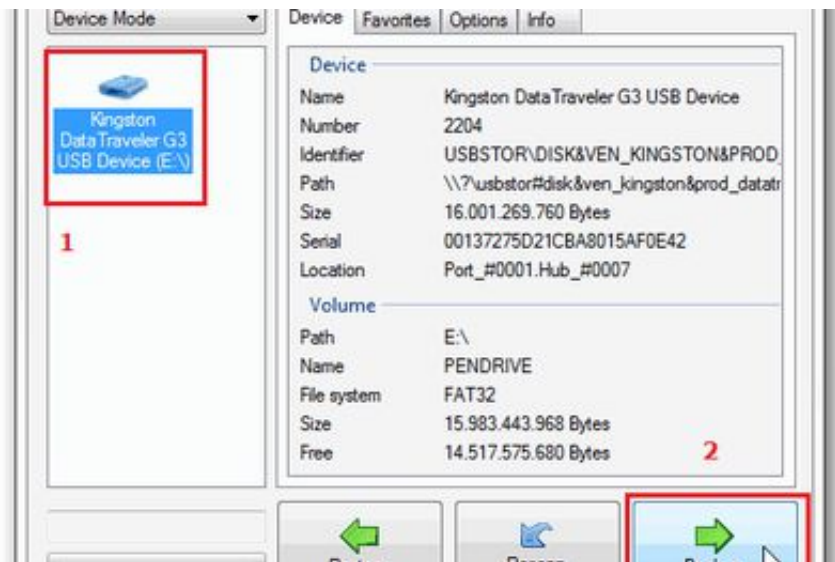 Device Mode
Device Favorites Options Info
Kingston
DataTraveler G3
USB Device (E:\)
1
Device
Name Kingston DataTraveler G3 USB Device
Number 2204
Identifier USBSTOR\DISK&VEN_KINGSTON&PROD_
Path \\?\usbstor#disk&ven_kingston&prod_datatr
Size 16.001.269.760 Bytes
Serial 00137275D21CBA8015AF0E42
Location Port_#0001.Hub_#0007
Volume
Path E:\
Name PENDRIVE
File system FAT32
Size 15.983.443.968 Bytes
Free 14.517.575.680 Bytes
2